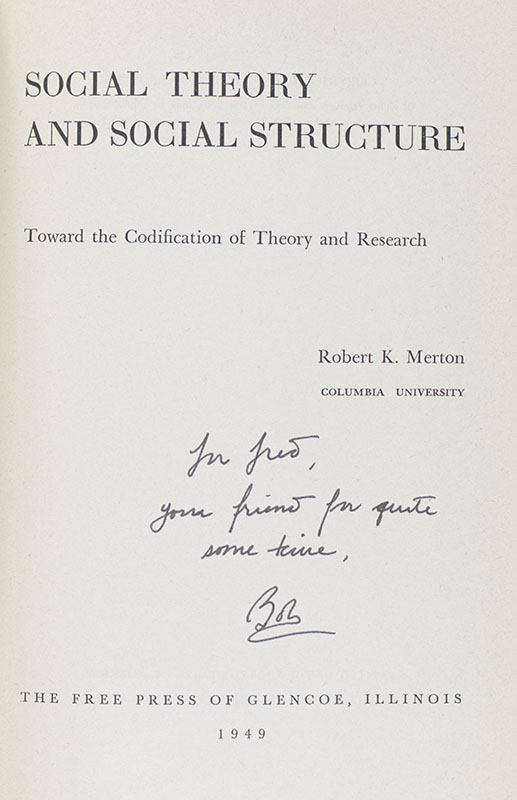 SOCIAL THEORY
AND SOCIAL STRUCTURE
Toward the Codification of Theory and Research
Robert K. Merton
COLUMBIA UNIVERSITY
for Fred,
your friend for quite
some time,
Bob
THE FREE PRESS OF GLENCOE, ILLINOIS
1949